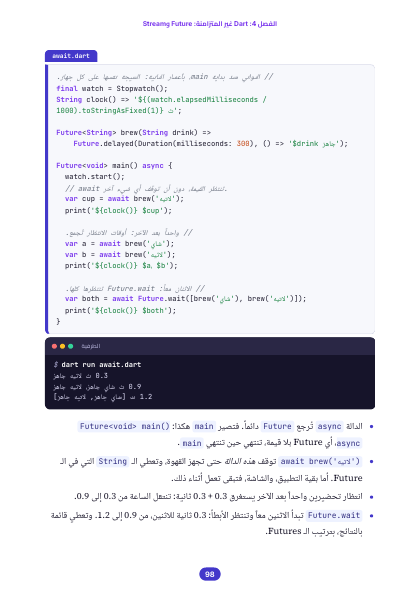 الفصل 4: Dart غير المتزامنة: Future وStreams
await.dart
// الثواني منذ بداية main، بأعشار الثانية: النتيجة نفسها على كل جهاز.
final watch = Stopwatch();
String clock() => '${(watch.elapsedMilliseconds /
1000).toStringAsFixed(1)} ث';
Future<String> brew(String drink) =>
Future.delayed(Duration(milliseconds: 300), () => '$drink جاهز');
Future<void> main() async {
watch.start();
// await تنتظر القيمة، دون أن توقف أي شيء آخر.
var cup = await brew('لاتيه');
print('${clock()} $cup');
// واحداً بعد الآخر: أوقات الانتظار تُجمع.
var a = await brew('شاي');
var b = await brew('لاتيه');
print('${clock()} $a، $b');
// الاثنان معاً: Future.wait تنتظرها كلها.
var both = await Future.wait([brew('شاي'), brew('لاتيه')]);
print('${clock()} $both');
}
الطرفية
$ dart run await.dart
0.3 ث لاتيه جاهز
0.9 ث شاي جاهز، لاتيه جاهز
1.2 ث [شاي جاهز, لاتيه جاهز]
الدالة async تُرجع Future دائماً. فتصير main هكذا: Future<void> main()
async، أي Future بلا قيمة، تنتهي حين تنتهي main.
await brew('لاتيه') توقف هذه الدالة حتى تجهز القهوة، وتعطي الـ String التي في الـ
Future. أما بقية التطبيق، والشاشة، فتبقى تعمل أثناء ذلك.
انتظار تحضيرين واحداً بعد الآخر يستغرق 0.3 + 0.3 ثانية: تنتقل الساعة من 0.3 إلى 0.9.
Future.wait تبدأ الاثنين معاً وتنتظر الأبطأ: 0.3 ثانية للاثنين، من 0.9 إلى 1.2. وتعطي قائمة
بالنتائج، بترتيب الـ Futures.
98